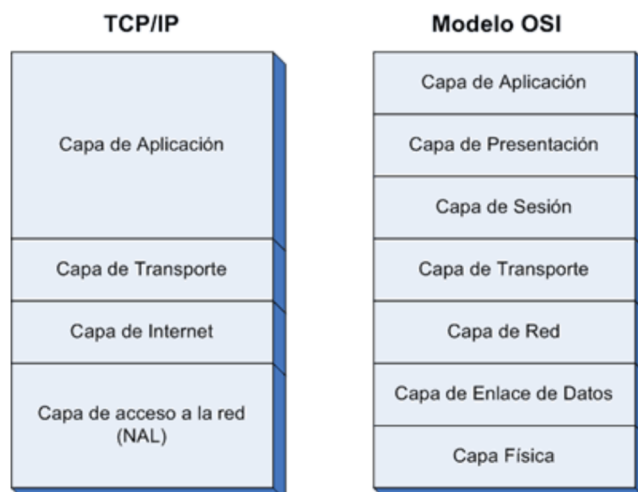 TCP/IP
Capa de Aplicación
Capa de Transporte
Capa de Internet
Capa de acceso a la red
(NAL)
Modelo OSI
Capa de Aplicación
Capa de Presentación
Capa de Sesión
Capa de Transporte
Capa de Red
Capa de Enlace de Datos
Capa Física